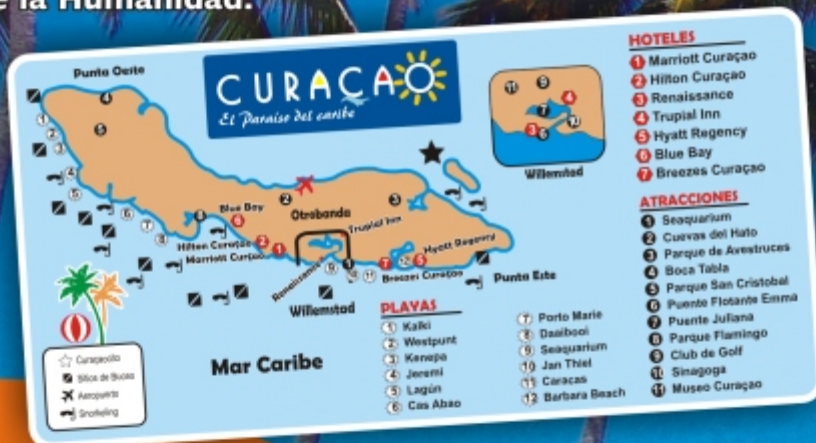 e la Humanidad.
CURAÇAO
El Paraíso del caribe
Punta Oeste
Blue Bay
Otrobanda
Trupial Inn
Hilton Curaçao
Marriott Curaçao
Hyatt Regency
Renaissance
Breezes Curaçao
Punta Este
Willemstad
Mar Caribe
Willemstad
Curaçaocito
Sitios de Buceo
Aeropuerto
Snorkeling
PLAYAS
1 Kalki
2 Westpunt
3 Kenepa
4 Jeremi
5 Lagún
6 Cas Abao
7 Porto Marie
8 Daaibooi
9 Seaquarium
10 Jan Thiel
11 Caracas
12 Barbara Beach
HOTELES
1 Marriott Curaçao
2 Hilton Curaçao
3 Renaissance
4 Trupial Inn
5 Hyatt Regency
6 Blue Bay
7 Breezes Curaçao
ATRACCIONES
1 Seaquarium
2 Cuevas del Hato
3 Parque de Avestruces
4 Boca Tabla
5 Parque San Cristobal
6 Puente Flotante Emma
7 Puente Juliana
8 Parque Flamingo
9 Club de Golf
10 Sinagoga
11 Museo Curaçao